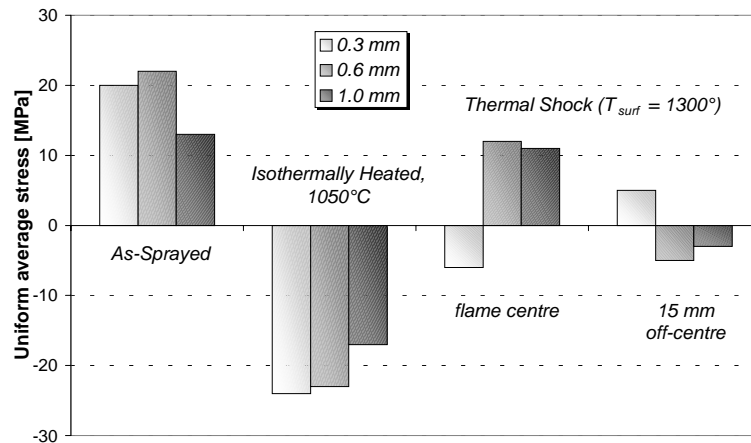 30
20
10
0
-10
-20
-30
Uniform average stress [MPa]
0.3 mm
0.6 mm
1.0 mm
Thermal Shock (T surf = 1300°)
Isothermally Heated,
1050°C
As-Sprayed
flame centre
15 mm
off-centre